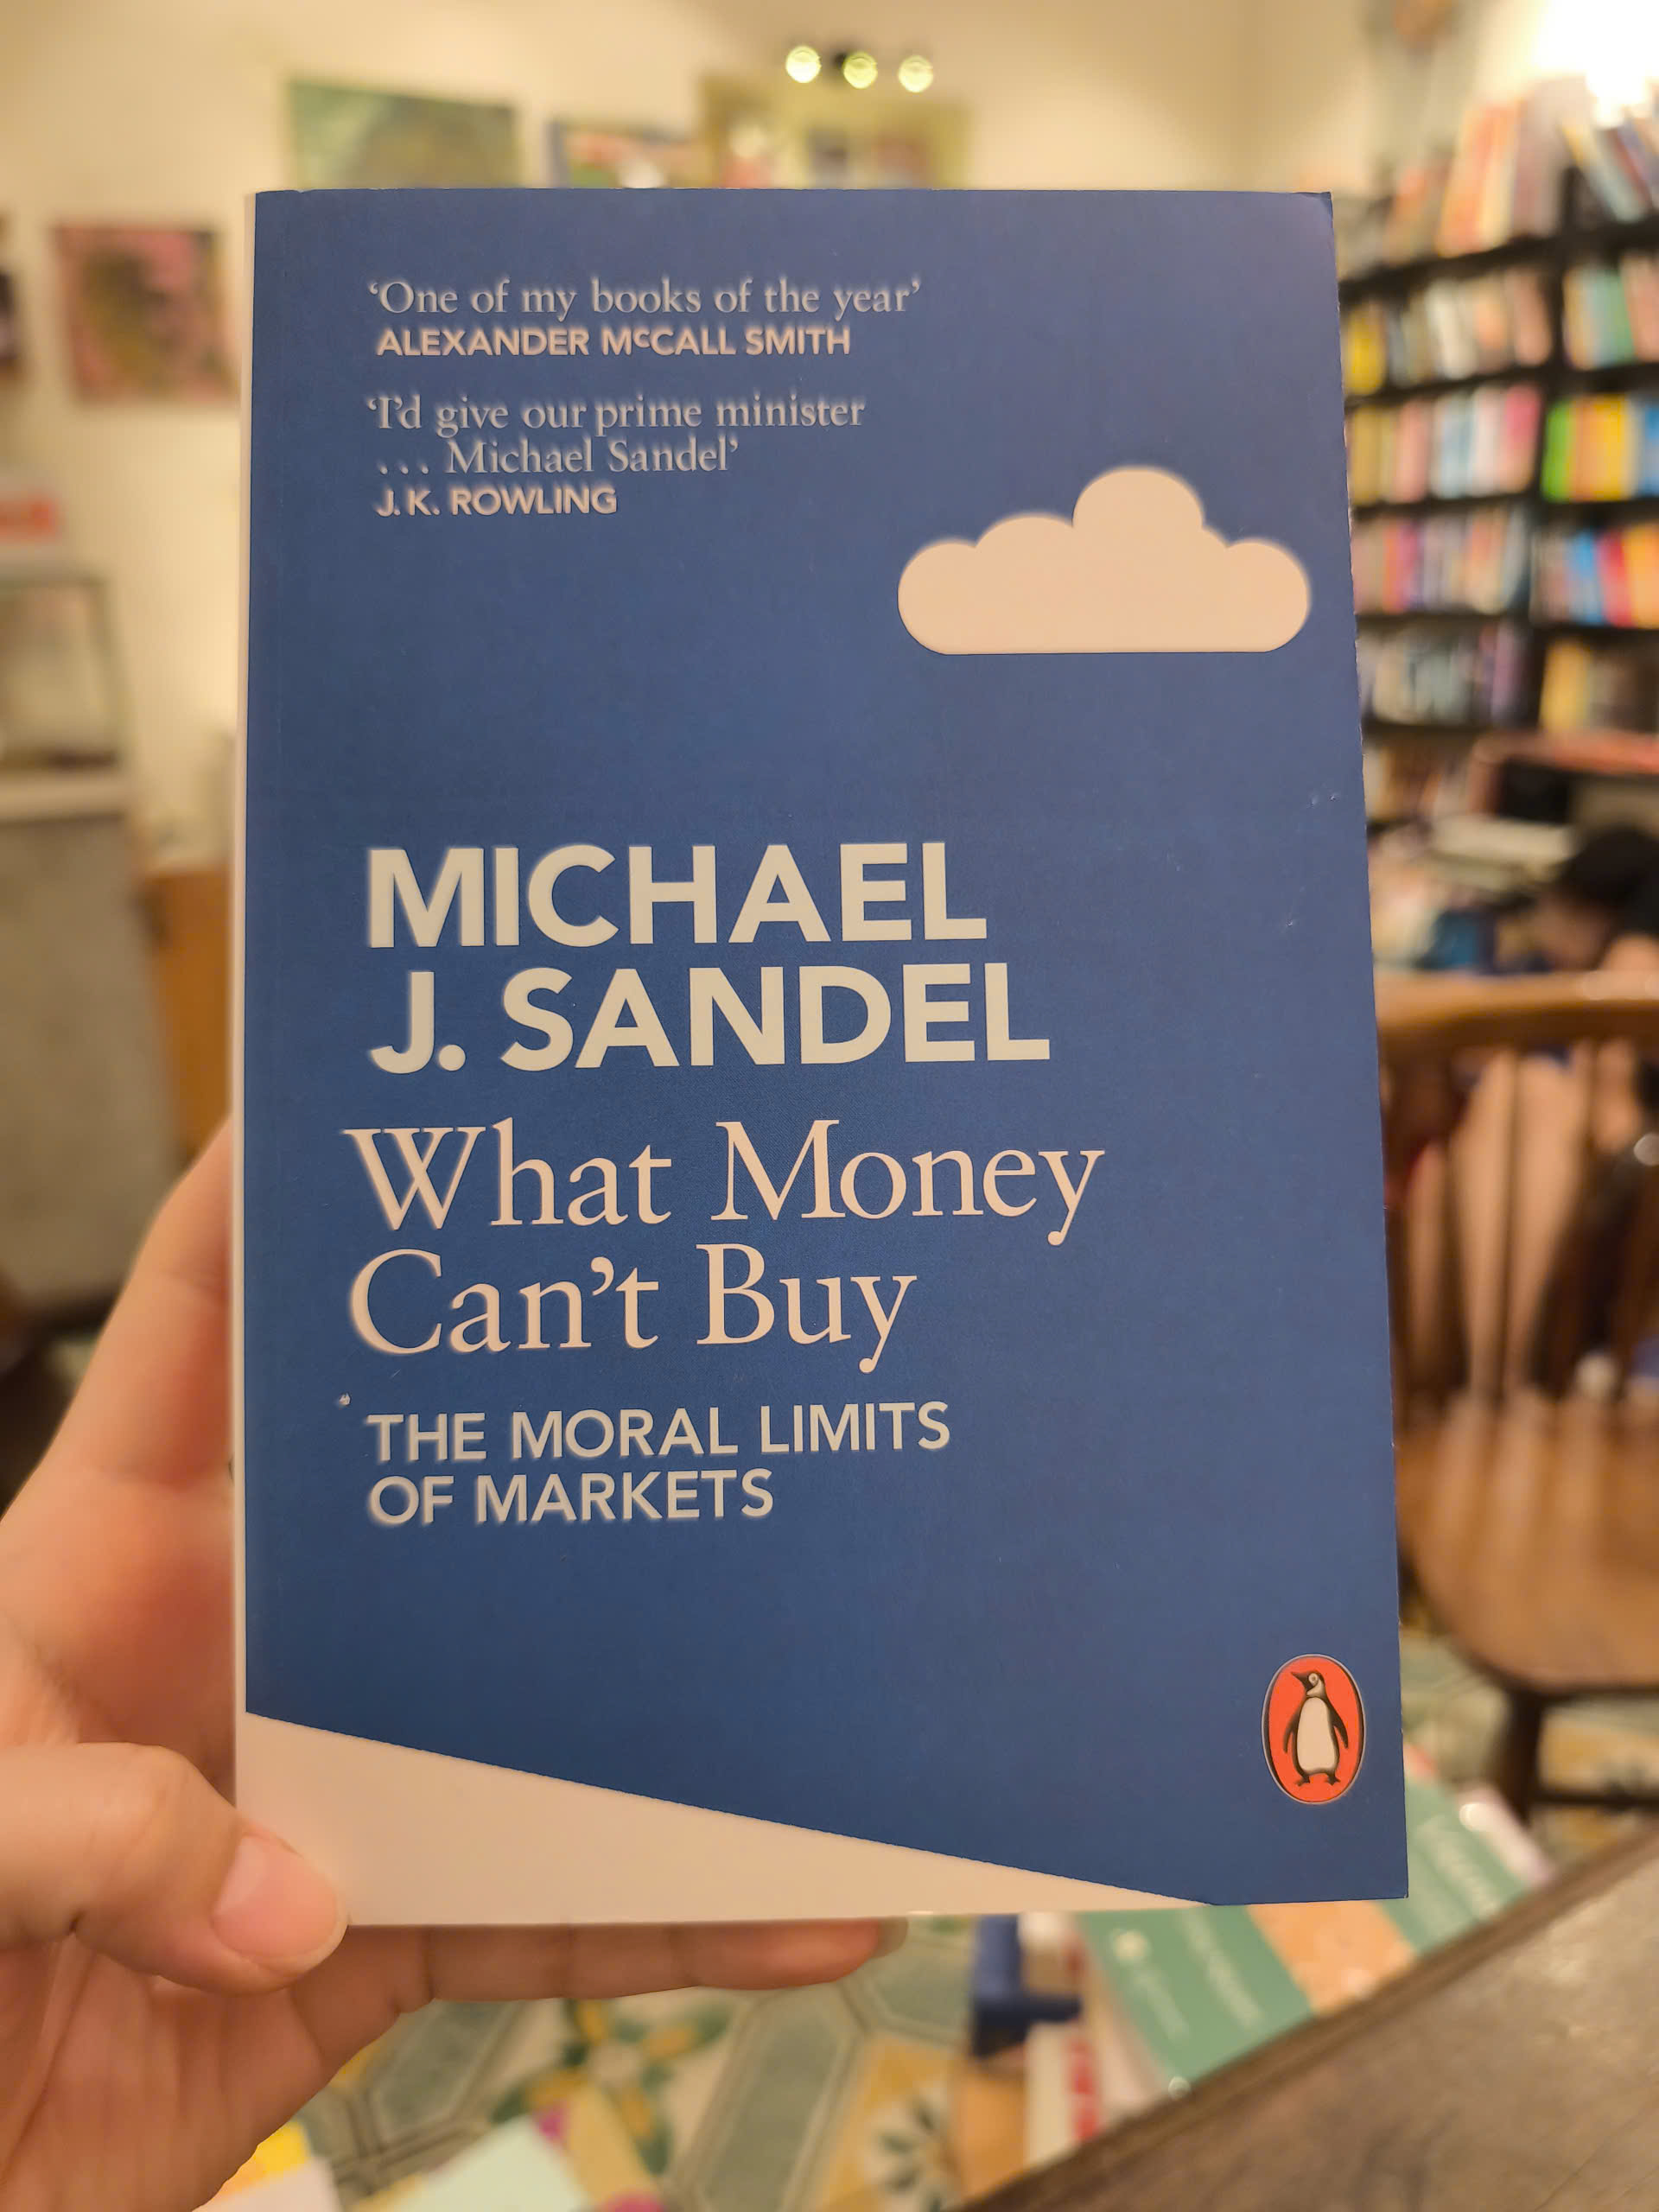 ‘One of my books of the year’
ALEXANDER McCALL SMITH
‘I’d give our prime minister
... Michael Sandel’
J. K. ROWLING
MICHAEL
J. SANDEL
What Money
Can’t Buy
THE MORAL LIMITS
OF MARKETS